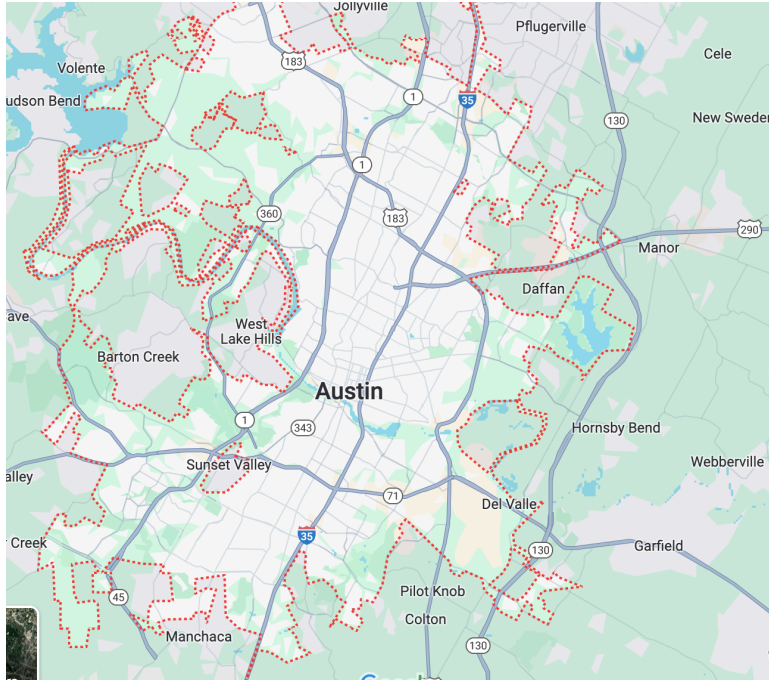 Jollyville
Pflugerville
Cele
183
Volente
udson Bend
1
35
130
New Sweden
1
360
183
290
Manor
Daffan
ave
West
Lake Hills
Barton Creek
Austin
1
343
Hornsby Bend
Sunset Valley
Webberville
alley
71
Del Valle
35
r Creek
130
Garfield
45
Pilot Knob
Colton
Manchaca
130